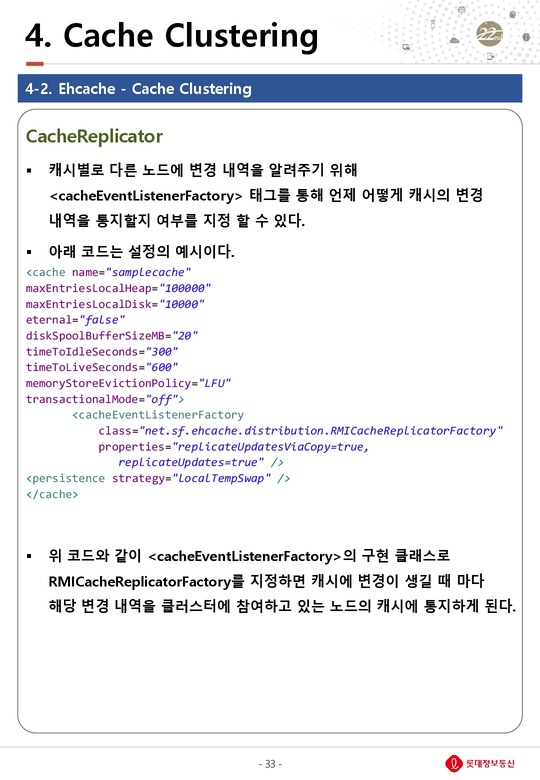 4. Cache Clustering
22nd
4-2. Ehcache - Cache Clustering
CacheReplicator
▪ 캐시별로 다른 노드에 변경 내역을 알려주기 위해
<cacheEventListenerFactory> 태그를 통해 언제 어떻게 캐시의 변경
내역을 통지할지 여부를 지정 할 수 있다.
▪ 아래 코드는 설정의 예시이다.
<cache name="samplecache"
maxEntriesLocalHeap="100000"
maxEntriesLocalDisk="10000"
eternal="false"
diskSpoolBufferSizeMB="20"
timeToIdleSeconds="300"
timeToLiveSeconds="600"
memoryStoreEvictionPolicy="LFU"
transactionalMode="off">
<cacheEventListenerFactory
class="net.sf.ehcache.distribution.RMICacheReplicatorFactory"
properties="replicateUpdatesViaCopy=true,
replicateUpdates=true" />
<persistence strategy="localTempSwap" />
</cache>
▪ 위 코드와 같이 <cacheEventListenerFactory>의 구현 클래스로
RMICacheReplicatorFactory를 지정하면 캐시에 변경이 생길 때 마다
해당 변경 내역을 클러스터에 참여하고 있는 노드의 캐시에 통지하게 된다.
- 33 -
롯데정보통신